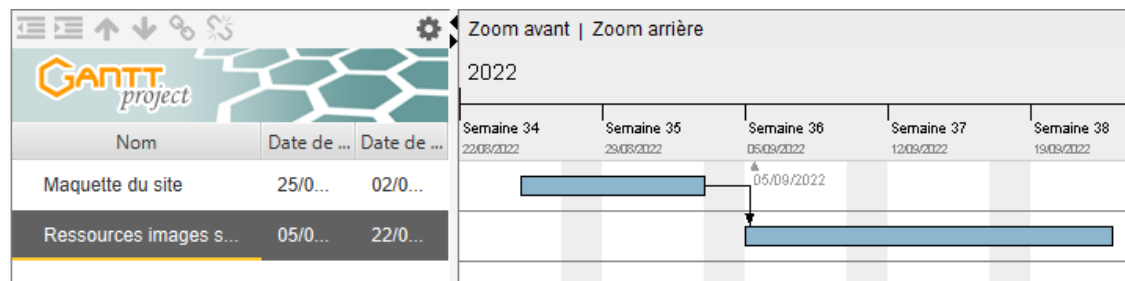 Zoom avant | Zoom arrière
GANTT
project
2022
Nom Date de ... Date de ...
Semaine 34 Semaine 35 Semaine 36 Semaine 37 Semaine 38
22/08/2022 29/08/2022 05/09/2022 12/09/2022 19/09/2022
Maquette du site 25/0... 02/0...
05/09/2022
Ressources images s... 05/0... 22/0...